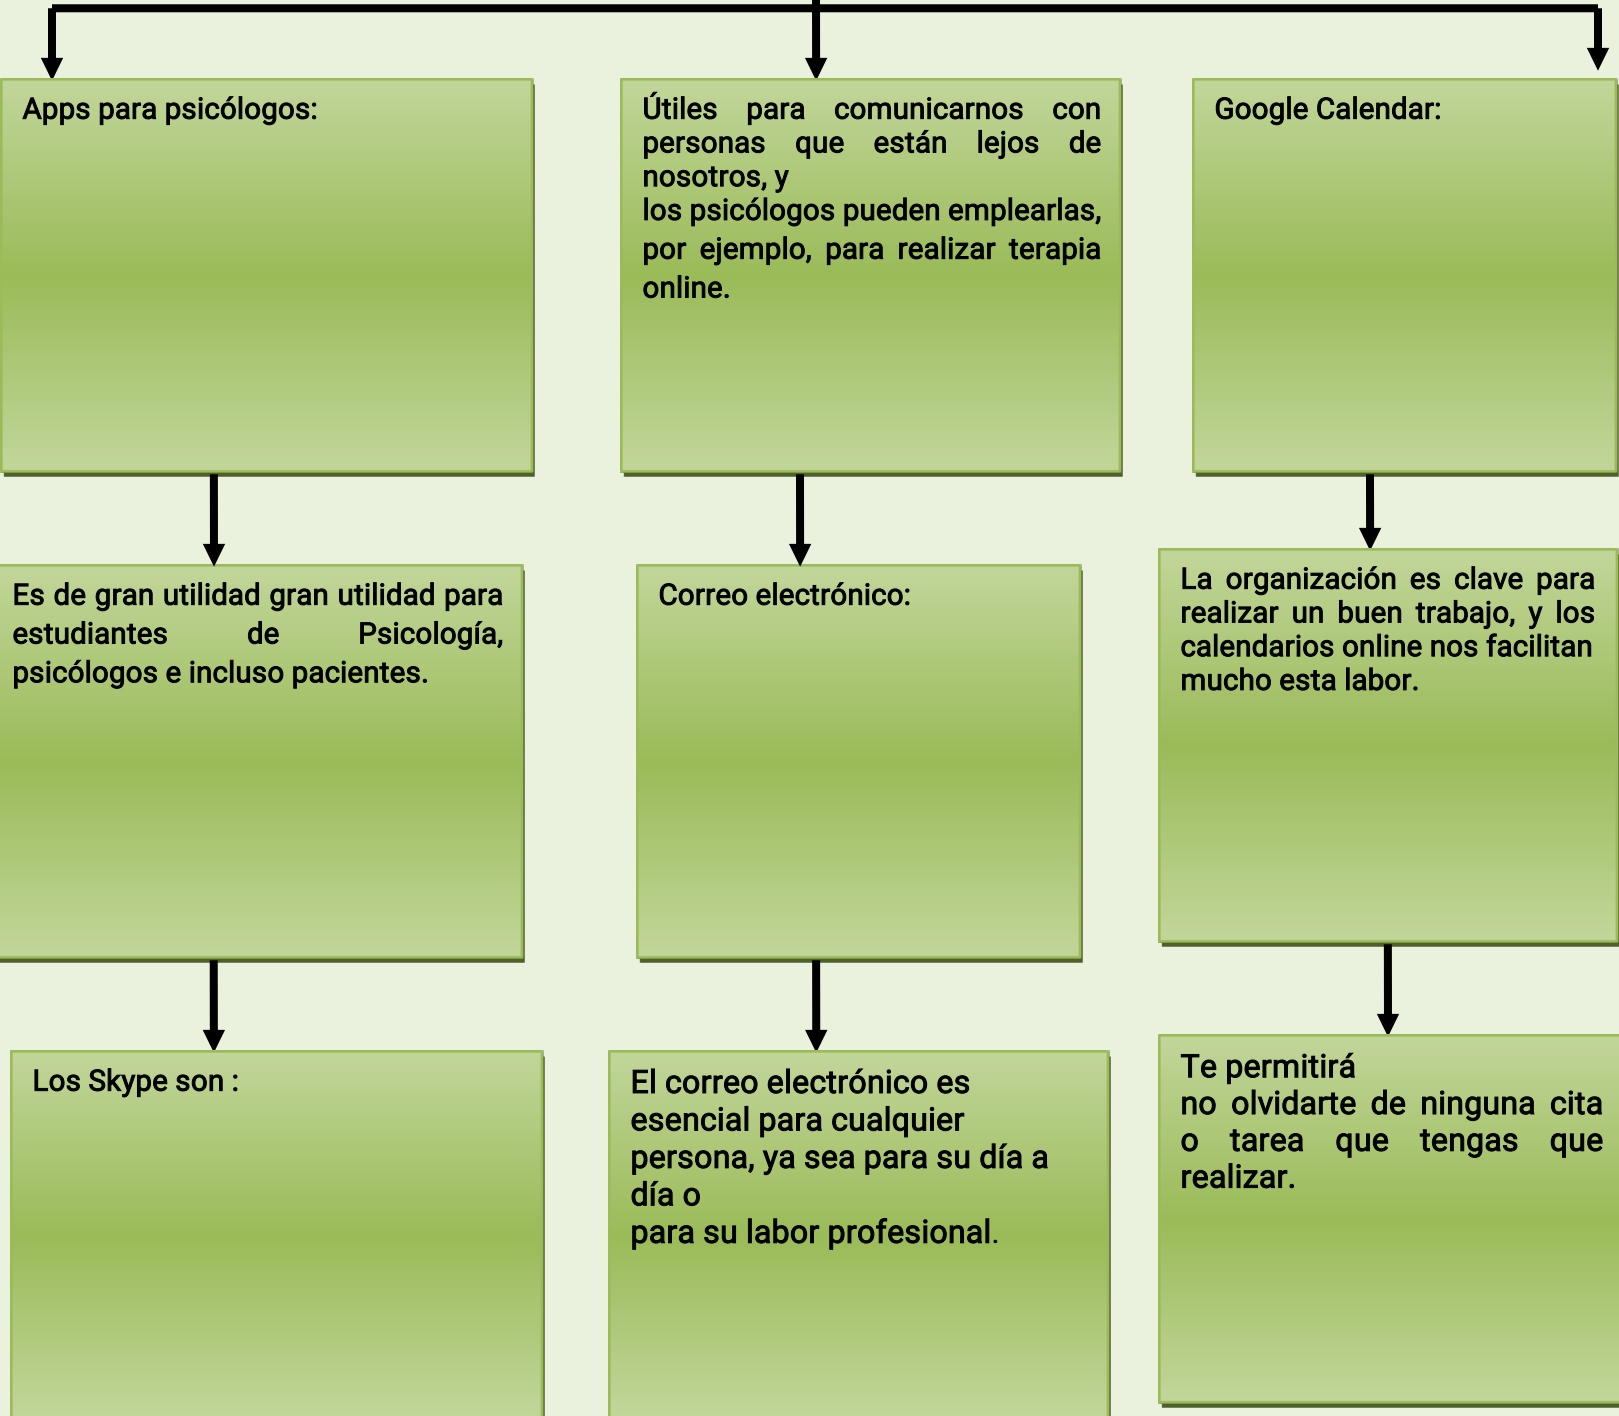 Apps para psicólogos:
Es de gran utilidad gran utilidad para
estudiantes de Psicología,
psicólogos e incluso pacientes.
Los Skype son :
Útiles para comunicarnos con
personas que están lejos de
nosotros, y
los psicólogos pueden emplearlas,
por ejemplo, para realizar terapia
online.
Correo electrónico:
El correo electrónico es
esencial para cualquier
persona, ya sea para su día a
día o
para su labor profesional.
Google Calendar:
La organización es clave para
realizar un buen trabajo, y los
calendarios online nos facilitan
mucho esta labor.
Te permitirá
no olvidarte de ninguna cita
o tarea que tengas que
realizar.